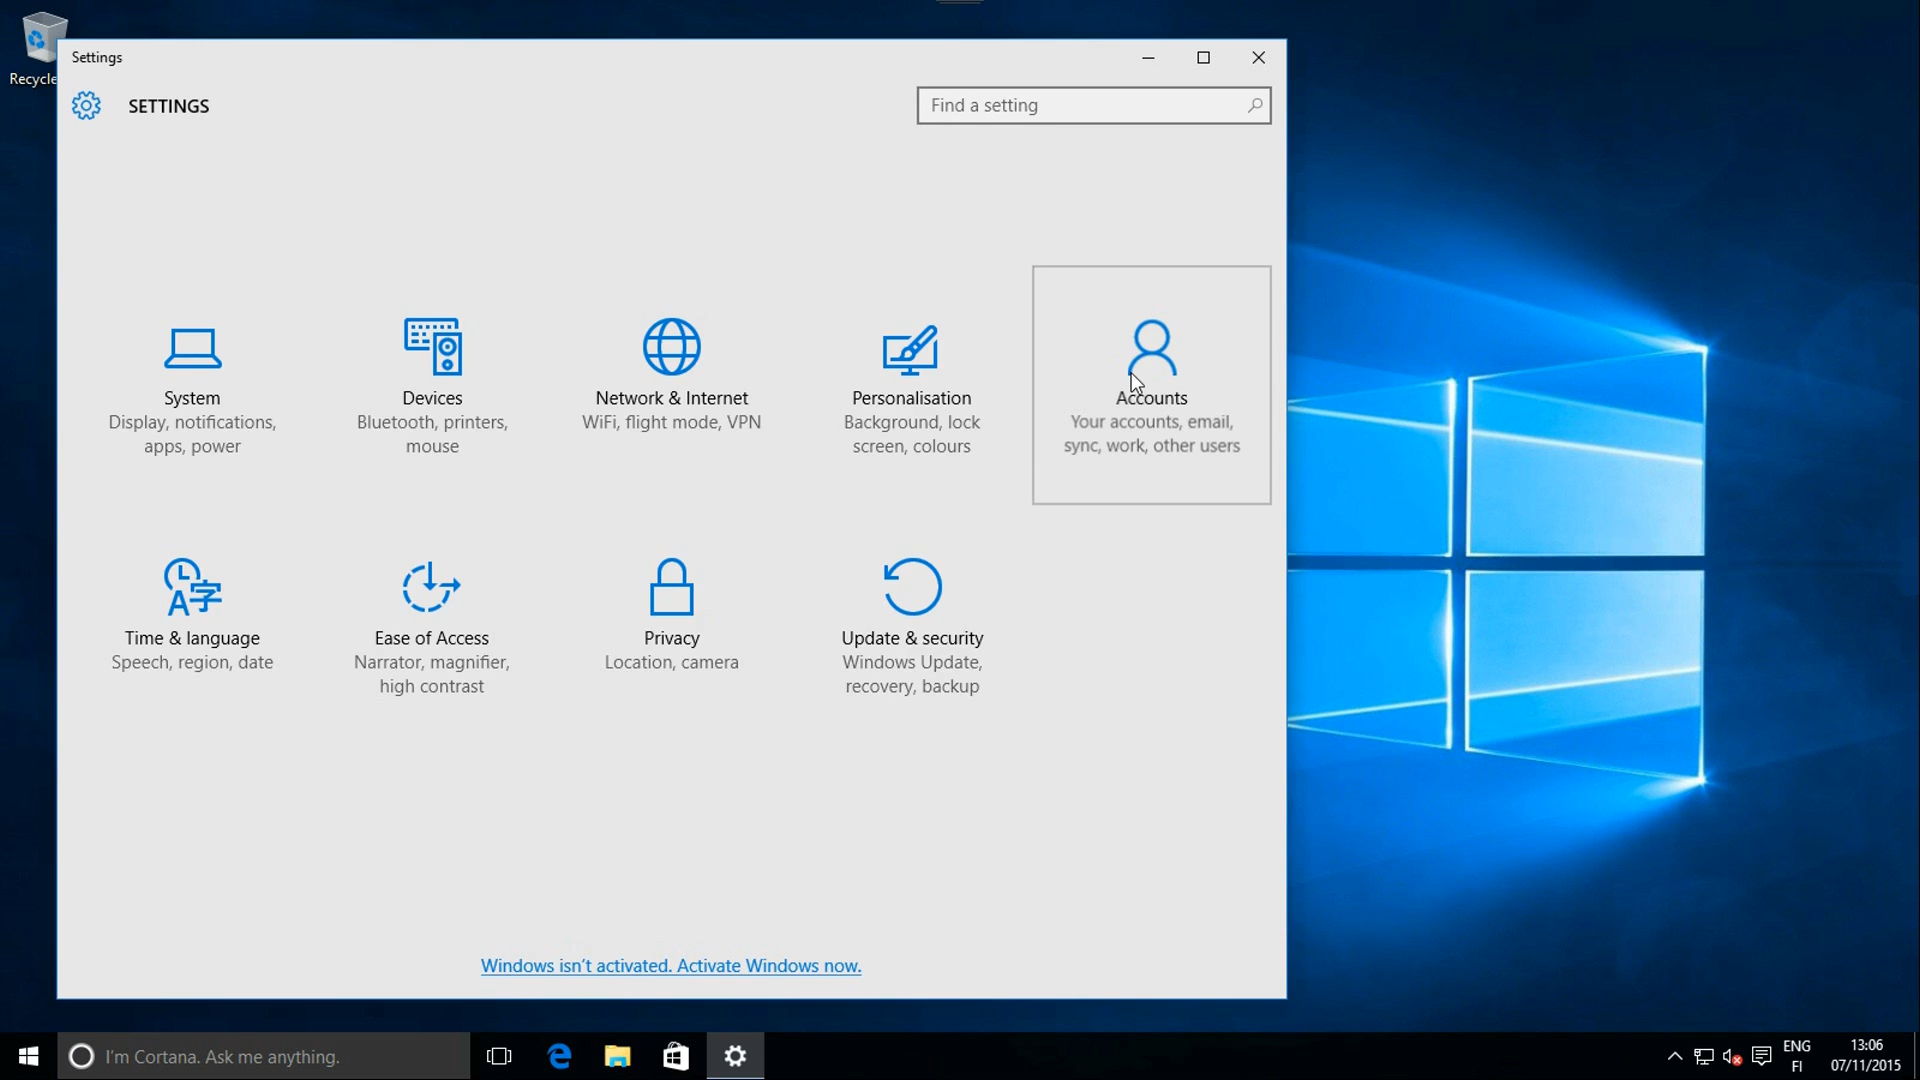 Recycle
Settings
SETTINGS
Find a setting
System
Display, notifications,
apps, power
Devices
Bluetooth, printers,
mouse
Network & Internet
WiFi, flight mode, VPN
Personalisation
Background, lock
screen, colours
Accounts
Your accounts, email,
sync, work, other users
Time & language
Speech, region, date
Ease of Access
Narrator, magnifier,
high contrast
Privacy
Location, camera
Update & security
Windows Update,
recovery, backup
Windows isn't activated. Activate Windows now.
I'm Cortana. Ask me anything.
ENG
FI
13:06
07/11/2015